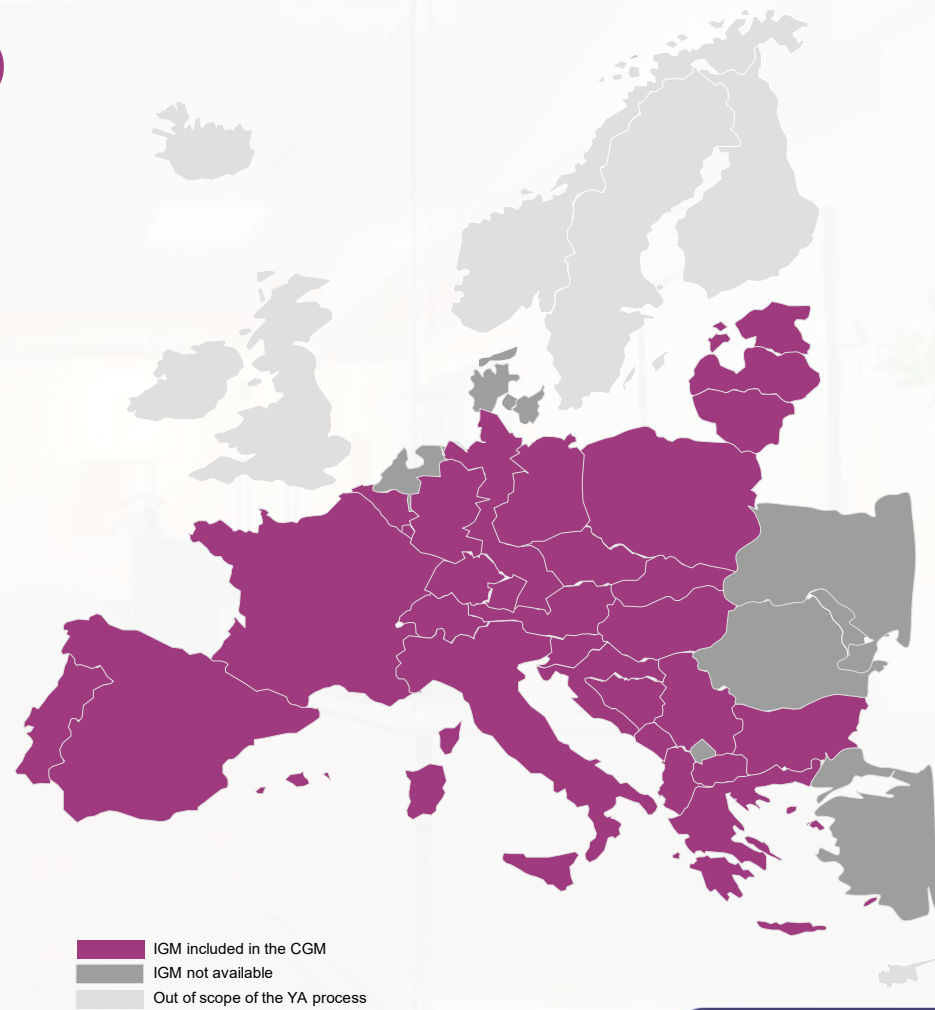 IGM included in the CGM
IGM not available
Out of scope of the YA process